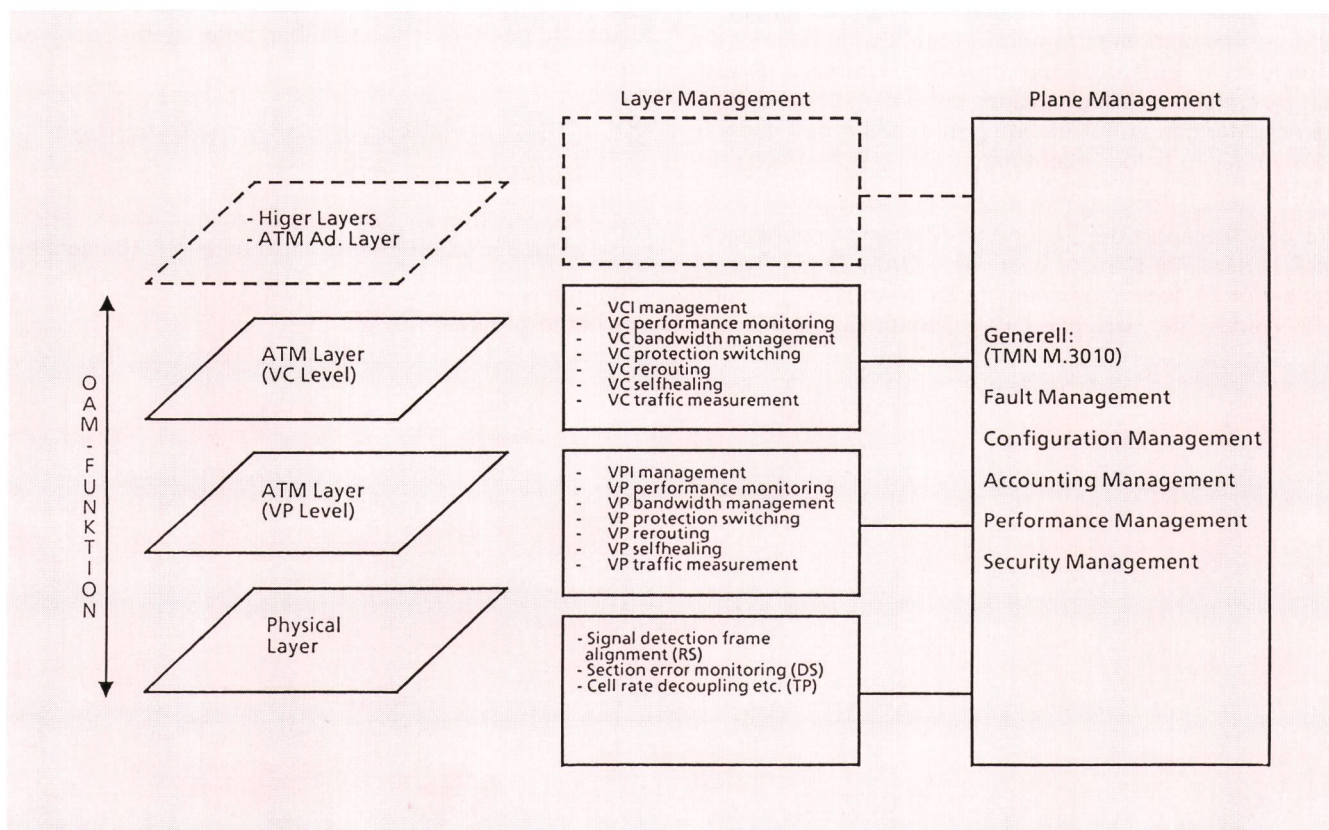 Layer Management
Plane Management
- Higer Layers
- ATM Ad. Layer
OAM-FUNKTION
ATM Layer
(VC Level)
- VCI management
- VC performance monitoring
- VC bandwidth management
- VC protection switching
- VC rerouting
- VC selfhealing
- VC traffic measurement
ATM Layer
(VP Level)
- VPI management
- VP performance monitoring
- VP bandwidth management
- VP protection switching
- VP rerouting
- VP selfhealing
- VP traffic measurement
Physical
Layer
- Signal detection frame
alignment (RS)
- Section error monitoring (DS)
- Cell rate decoupling etc. (TP)
Generell:
(TMN M.3010)
Fault Management
Configuration Management
Accounting Management
Performance Management
Security Management